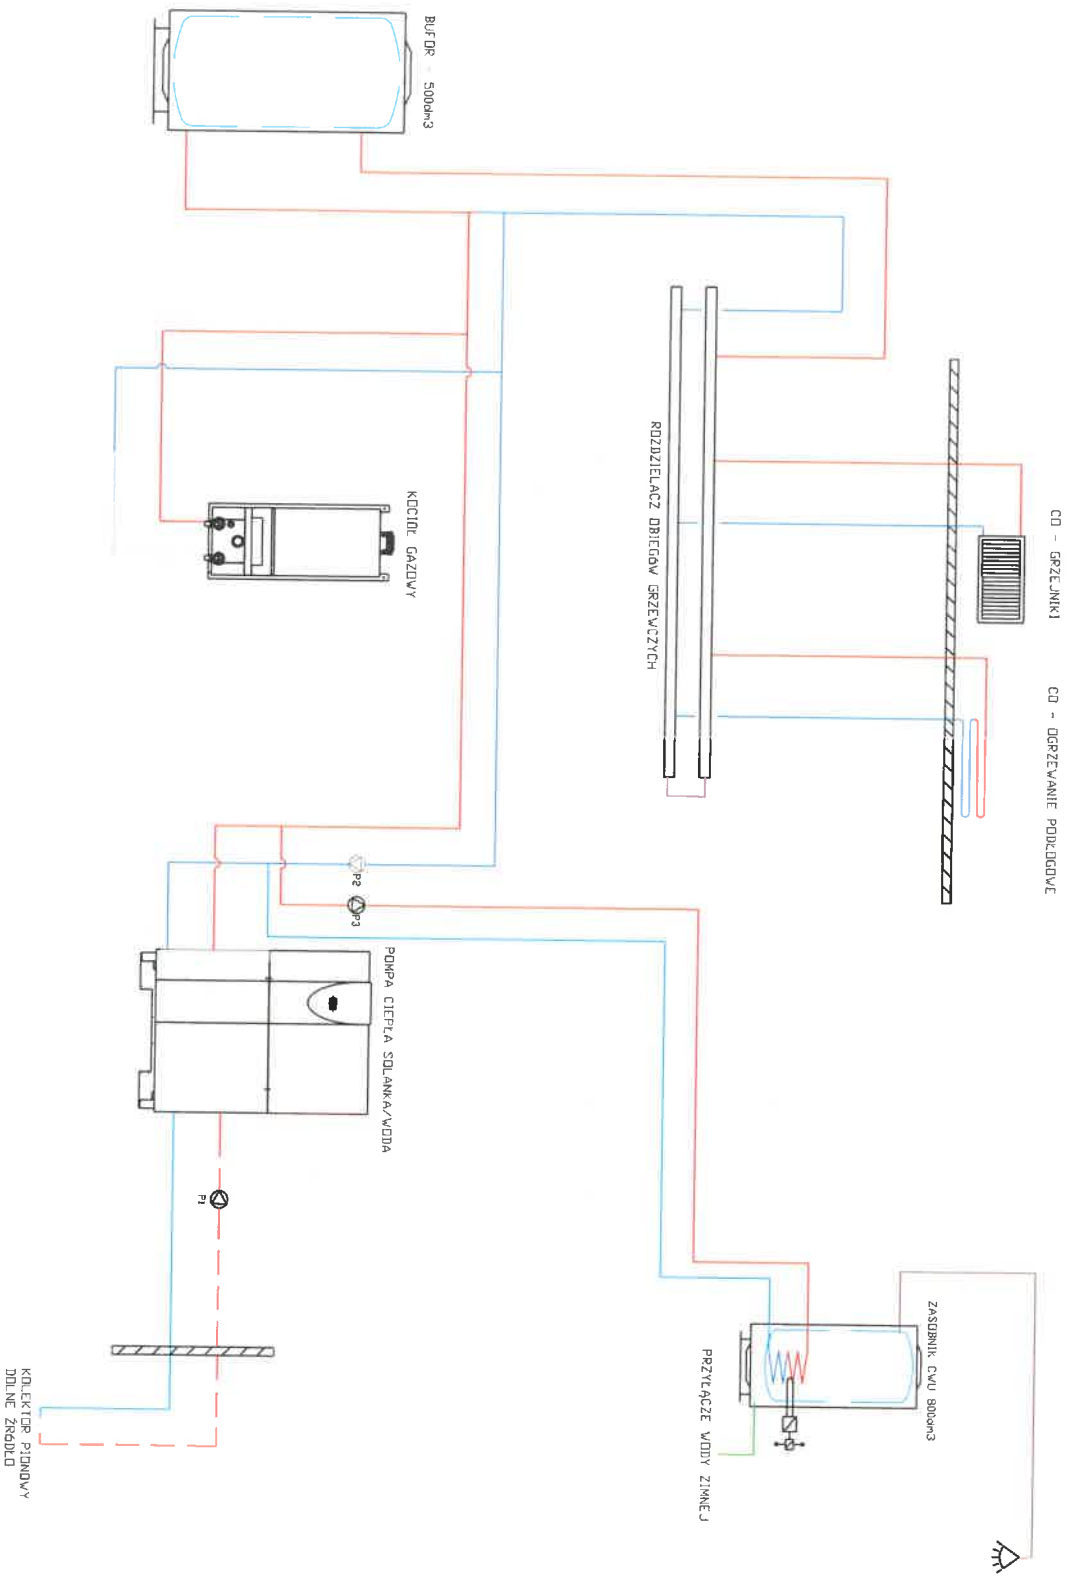 CO - GRZEJNIKI
CO - OGRZEWANIE PODŁOGOWE
BUFOR - 500dm3
ROZDZIELACZ OBIEGÓW GRZEWCZYCH
KOCIOŁ GAZOWY
P2
P3
POMPA CIEPŁA SOLANKA/WODA
P1
ZASOBNIK CWU 800dm3
PRZYŁĄCZE WODY ZIMNEJ
KOLEKTOR PIONOWY
DOLNE ŹRÓDŁO